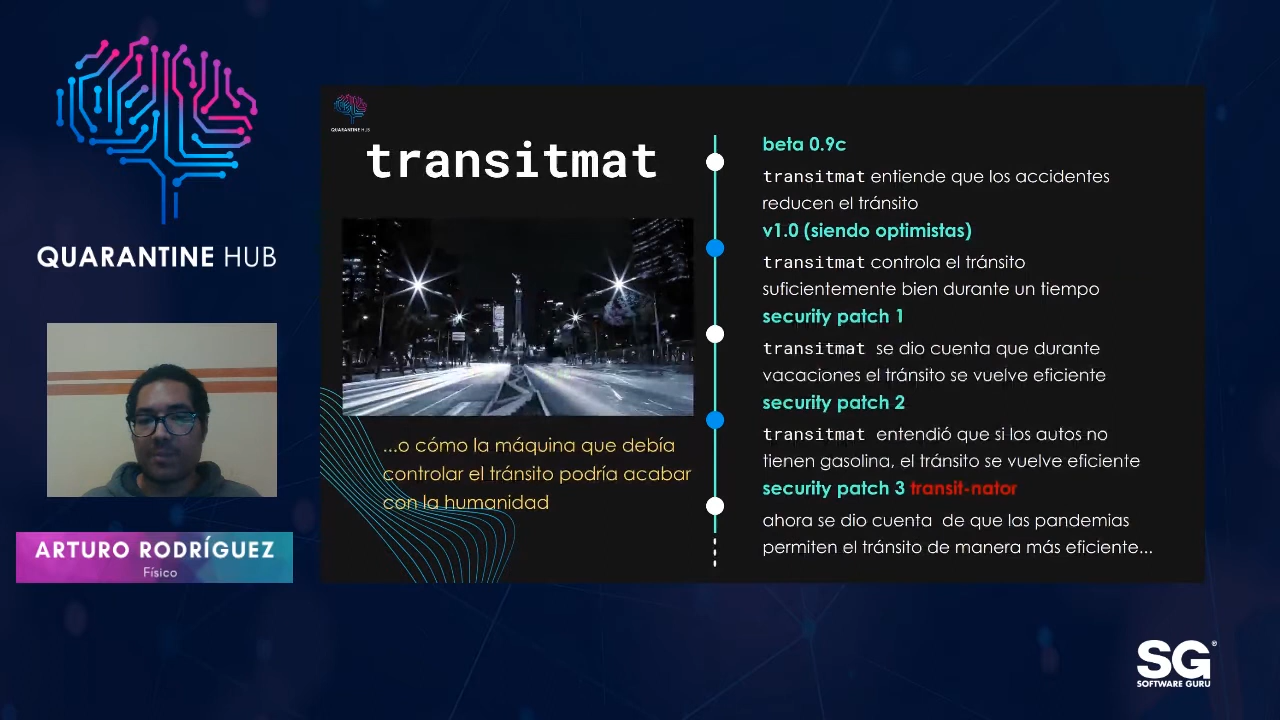 QUARANTINE HUB
ARTURO RODRÍGUEZ
Físico
QUARANTINE HUB
transitmat
...o cómo la máquina que debía
controlar el tránsito podría acabar
con la humanidad
beta 0.9c
transitmat entiende que los accidentes
reducen el tránsito
v1.0 (siendo optimistas)
transitmat controla el tránsito
suficientemente bien durante un tiempo
security patch 1
transitmat se dio cuenta que durante
vacaciones el tránsito se vuelve eficiente
security patch 2
transitmat entendió que si los autos no
tienen gasolina, el tránsito se vuelve eficiente
security patch 3 transit-nator
ahora se dio cuenta de que las pandemias
permiten el tránsito de manera más eficiente...
SG®
SOFTWARE GURU